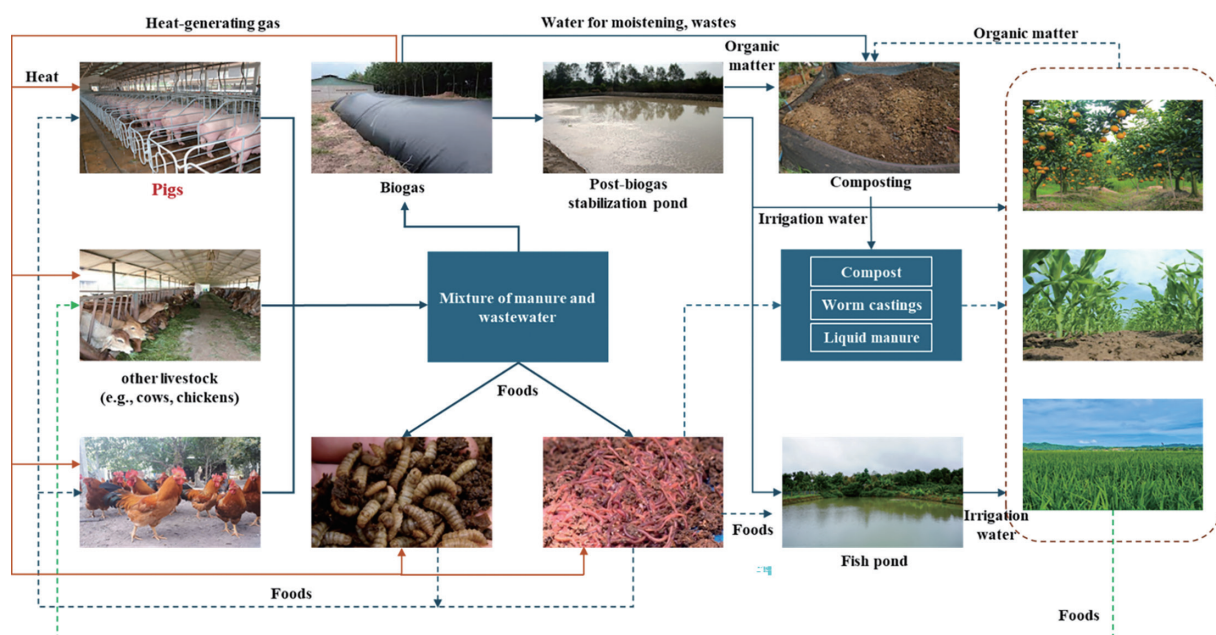 Heat-generating gas
Water for moistening, wastes
Organic matter
Heat
Organic
matter
Pigs
Biogas
Post-biogas
stabilization pond
Composting
Irrigation water
Mixture of manure and
wastewater
Compost
Worm castings
Liquid manure
other livestock
(e.g., cows, chickens)
Foods
Foods
Irrigation
water
Fish pond
Foods
Foods